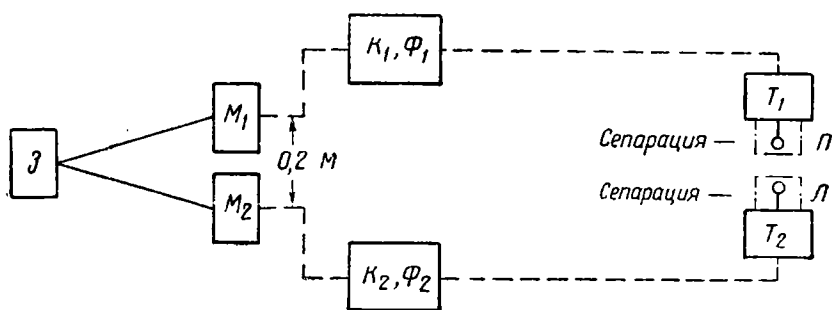 К₁, Ф₁
М₁
Т₁
Сепарация — П
З
0,2 м
Сепарация — Л
М₂
Т₂
К₂, Ф₂